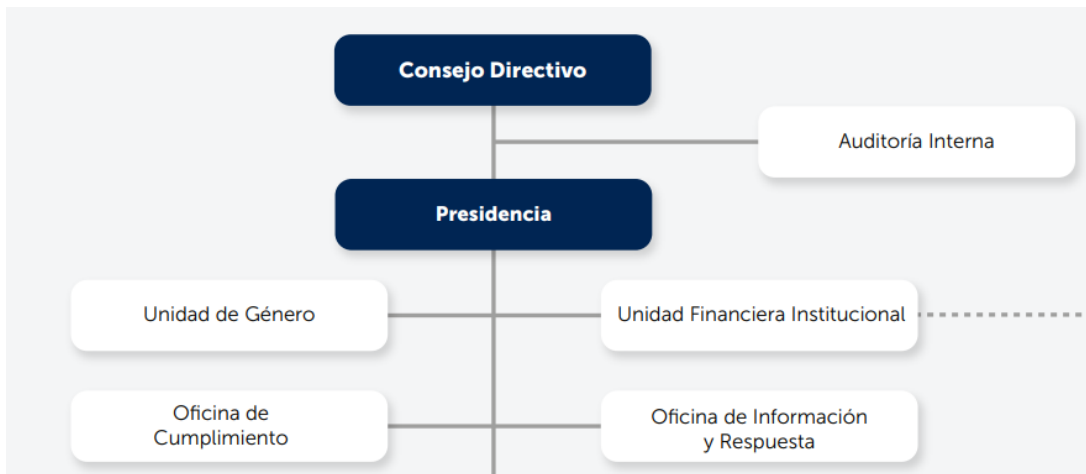 Consejo Directivo
Auditoría Interna
Presidencia
Unidad de Género
Unidad Financiera Institucional
Oficina de
Cumplimiento
Oficina de Información
y Respuesta